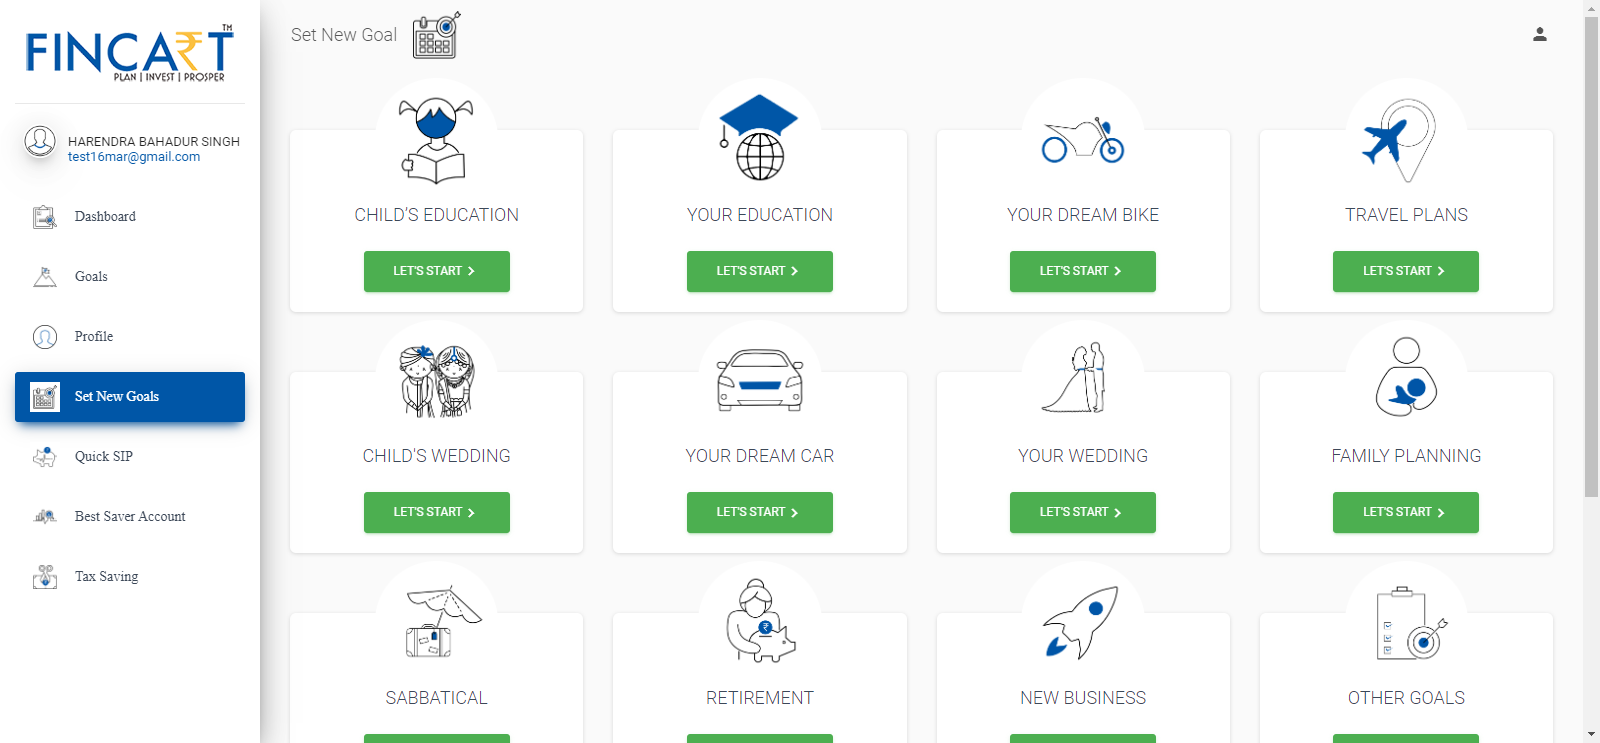 FINCART™
PLAN | INVEST | PROSPER
HARENDRA BAHADUR SINGH
test16mar@gmail.com
Dashboard
Goals
Profile
Set New Goals
Quick SIP
Best Saver Account
Tax Saving
Set New Goal
CHILD'S EDUCATION
YOUR EDUCATION
YOUR DREAM BIKE
TRAVEL PLANS
LET'S START
LET'S START
LET'S START
LET'S START
CHILD'S WEDDING
YOUR DREAM CAR
YOUR WEDDING
FAMILY PLANNING
LET'S START
LET'S START
LET'S START
LET'S START
SABBATICAL
RETIREMENT
NEW BUSINESS
OTHER GOALS